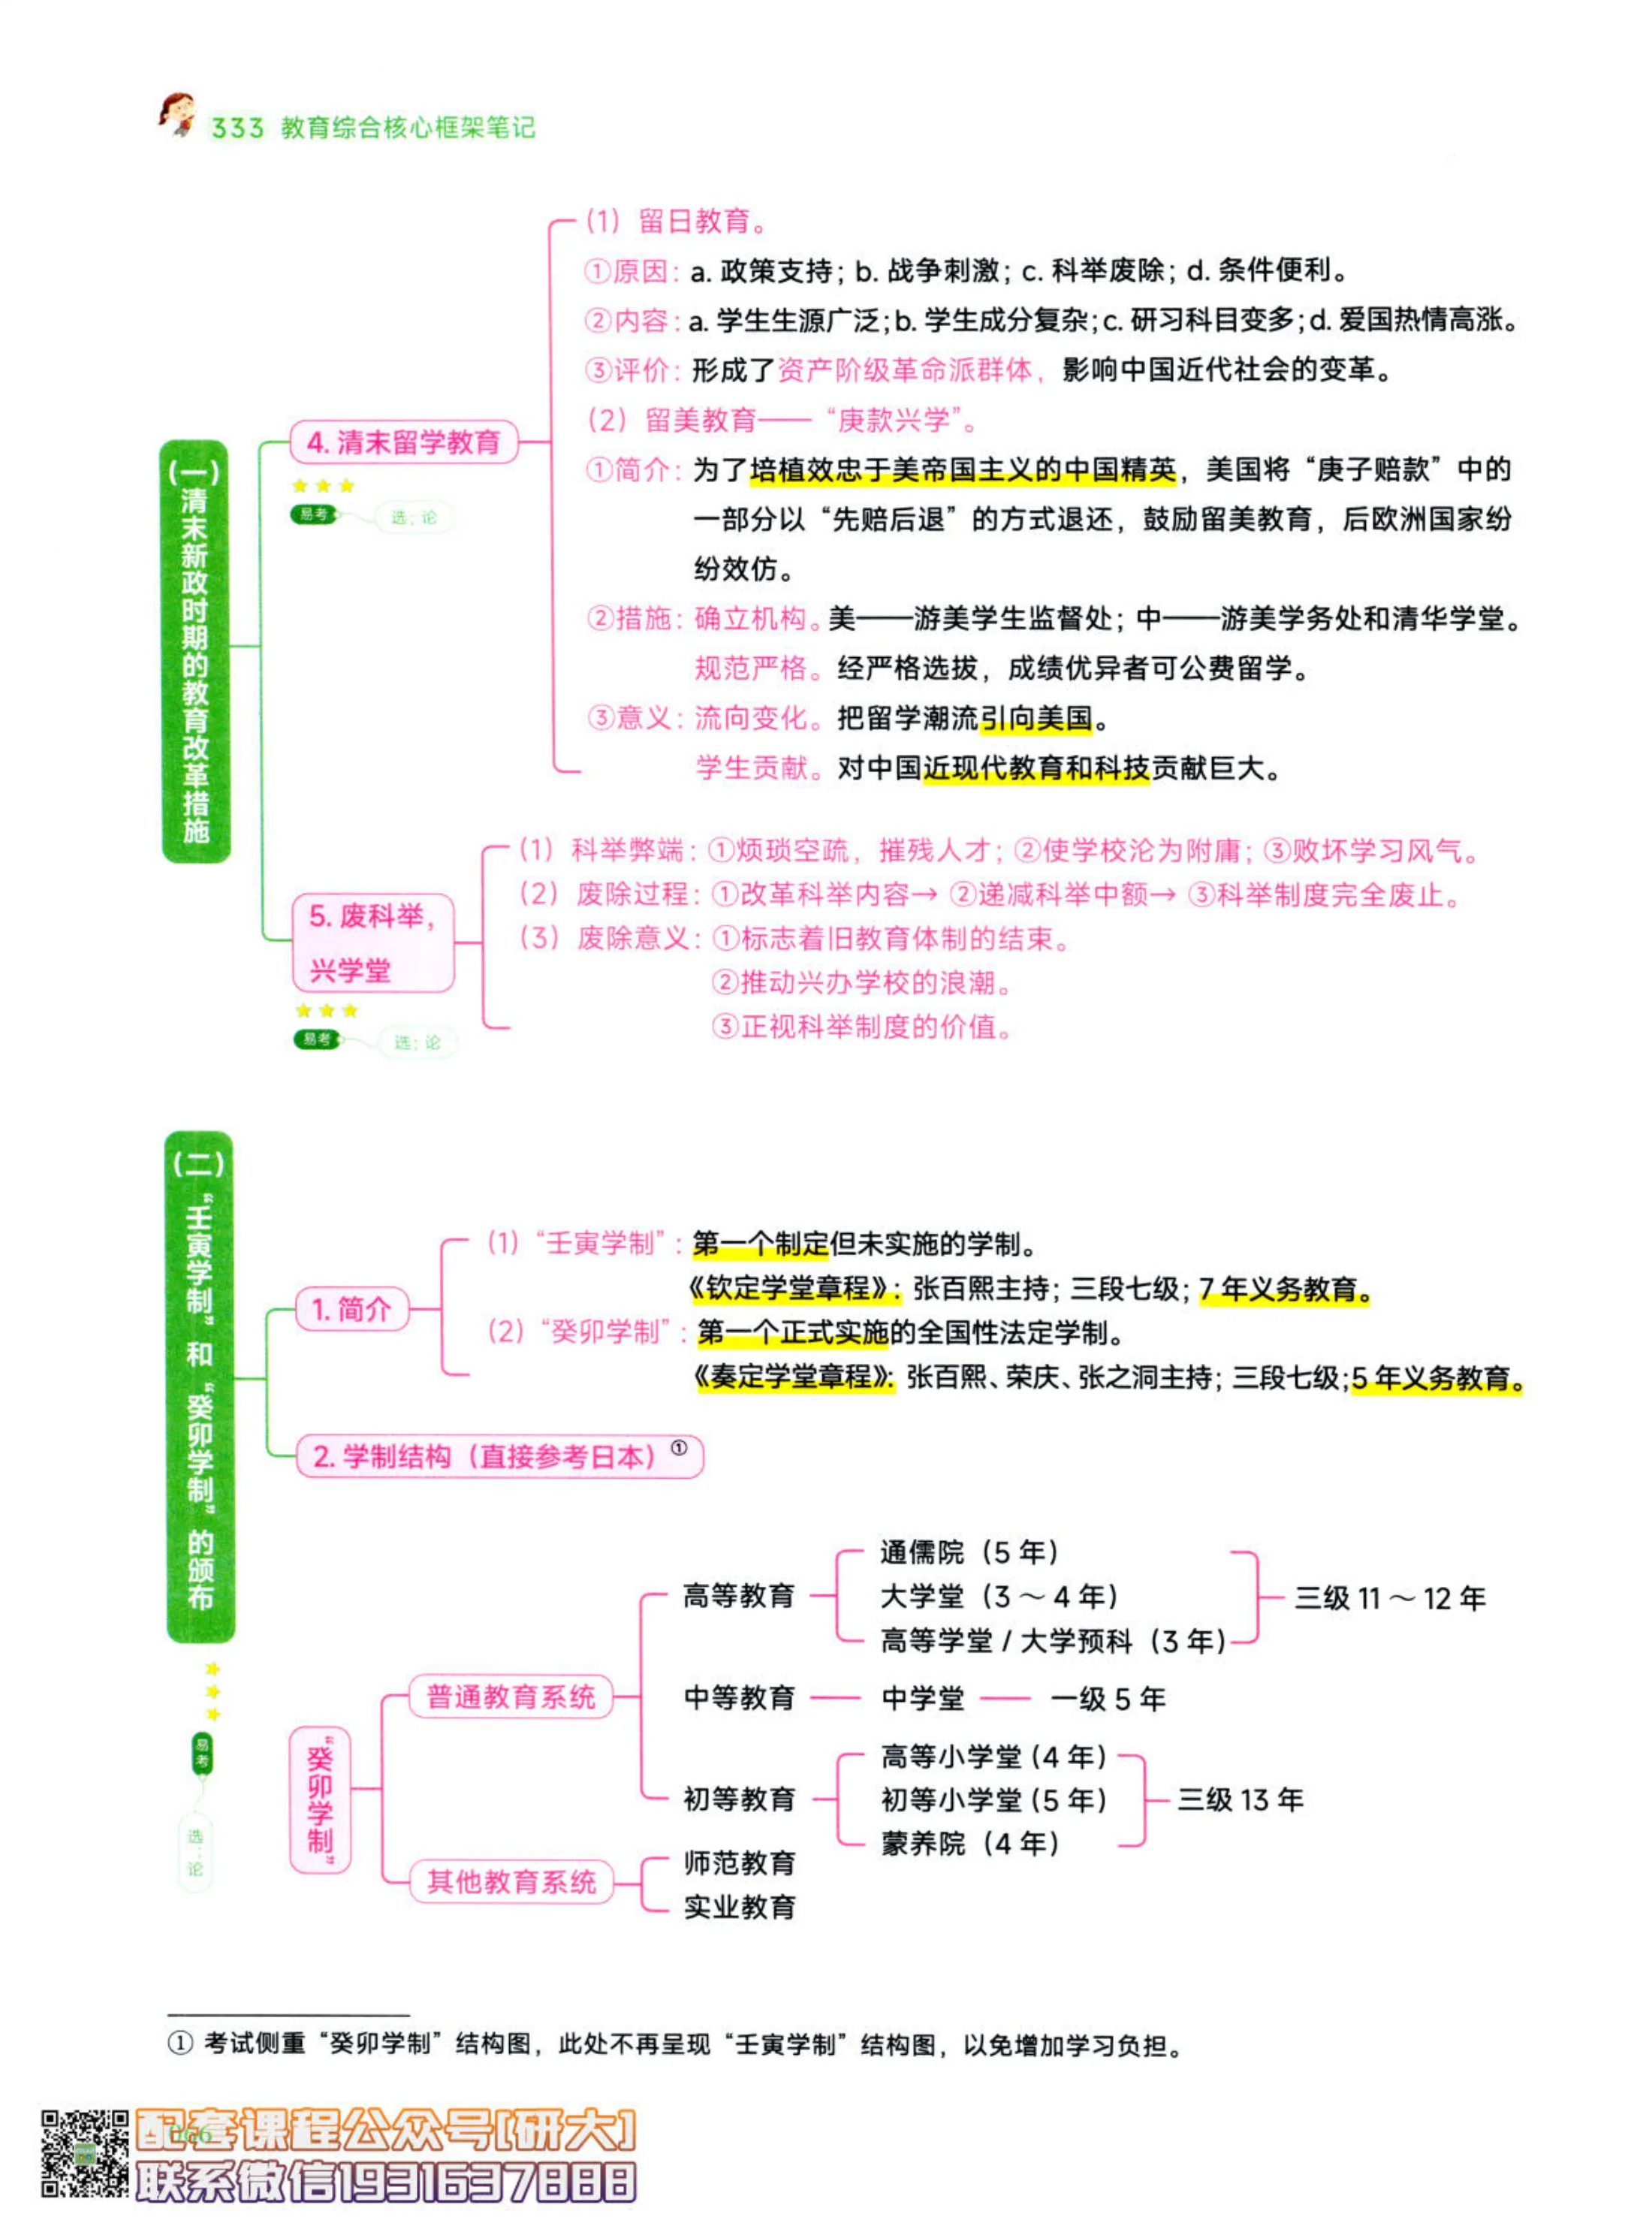 333 教育综合核心框架笔记
(一)清末新政时期的教育改革措施
4. 清末留学教育
易考 选；论
(1) 留日教育。
①原因：a. 政策支持；b. 战争刺激；c. 科举废除；d. 条件便利。
②内容：a. 学生生源广泛；b. 学生成分复杂；c. 研习科目变多；d. 爱国热情高涨。
③评价：形成了资产阶级革命派群体，影响中国近代社会的变革。
(2) 留美教育——“庚款兴学”。
①简介：为了培植效忠于美帝国主义的中国精英，美国将“庚子赔款”中的
一部分以“先赔后退”的方式退还，鼓励留美教育，后欧洲国家纷
纷效仿。
②措施：确立机构。美——游美学生监督处；中——游美学务处和清华学堂。
规范严格。经严格选拔，成绩优异者可公费留学。
③意义：流向变化。把留学潮流引向美国。
学生贡献。对中国近现代教育和科技贡献巨大。
5. 废科举，
兴学堂
易考 选；论
(1) 科举弊端：①烦琐空疏，摧残人才；②使学校沦为附庸；③败坏学习风气。
(2) 废除过程：①改革科举内容→ ②递减科举中额→ ③科举制度完全废止。
(3) 废除意义：①标志着旧教育体制的结束。
②推动兴办学校的浪潮。
③正视科举制度的价值。
(二)“壬寅学制”和“癸卯学制”的颁布
易考
选；论
1. 简介
(1)“壬寅学制”：第一个制定但未实施的学制。
《钦定学堂章程》：张百熙主持；三段七级；7 年义务教育。
(2)“癸卯学制”：第一个正式实施的全国性法定学制。
《奏定学堂章程》：张百熙、荣庆、张之洞主持；三段七级；5 年义务教育。
2. 学制结构（直接参考日本）①
“癸卯学制”
普通教育系统
高等教育
通儒院（5 年）
大学堂（3～4 年）
高等学堂 / 大学预科（3 年）
三级 11～12 年
中等教育 —— 中学堂 —— 一级 5 年
初等教育
高等小学堂（4 年）
初等小学堂（5 年）
蒙养院（4 年）
三级 13 年
其他教育系统
师范教育
实业教育
① 考试侧重“癸卯学制”结构图，此处不再呈现“壬寅学制”结构图，以免增加学习负担。
066
配套课程公众号[研大]
联系微信1931637888